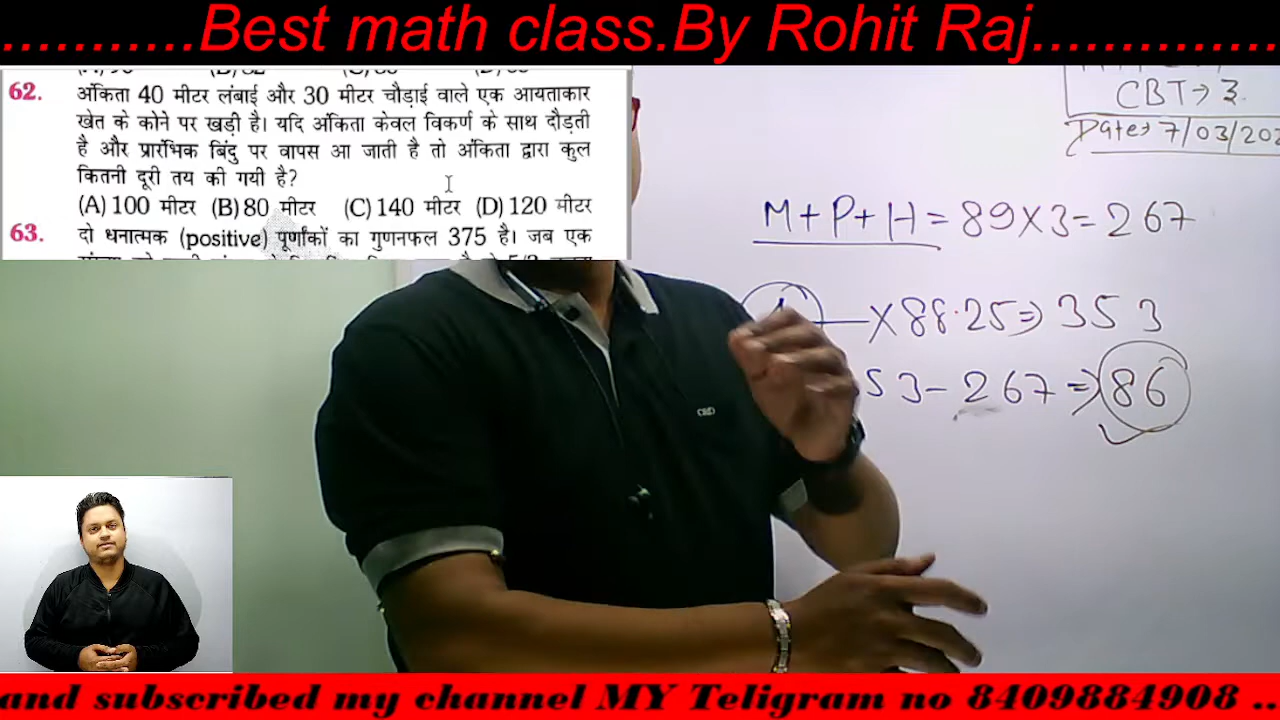 ...........Best math class.By Rohit Raj..............
62. अंकिता 40 मीटर लंबाई और 30 मीटर चौड़ाई वाले एक आयताकार
खेत के कोने पर खड़ी है। यदि अंकिता केवल विकर्ण के साथ दौड़ती
है और प्रारंभिक बिंदु पर वापस आ जाती है तो अंकिता द्वारा कुल
कितनी दूरी तय की गयी है?
(A) 100 मीटर (B) 80 मीटर (C) 140 मीटर (D) 120 मीटर
63. दो धनात्मक (positive) पूर्णांकों का गुणनफल 375 है। जब एक
CBT→ 3
Date→ 7/03/202
M+P+H = 89×3= 267
×88.25⇒ 353
53-267⇒86
CBD
and subscribed my channel MY Teligram no 8409884908 ..